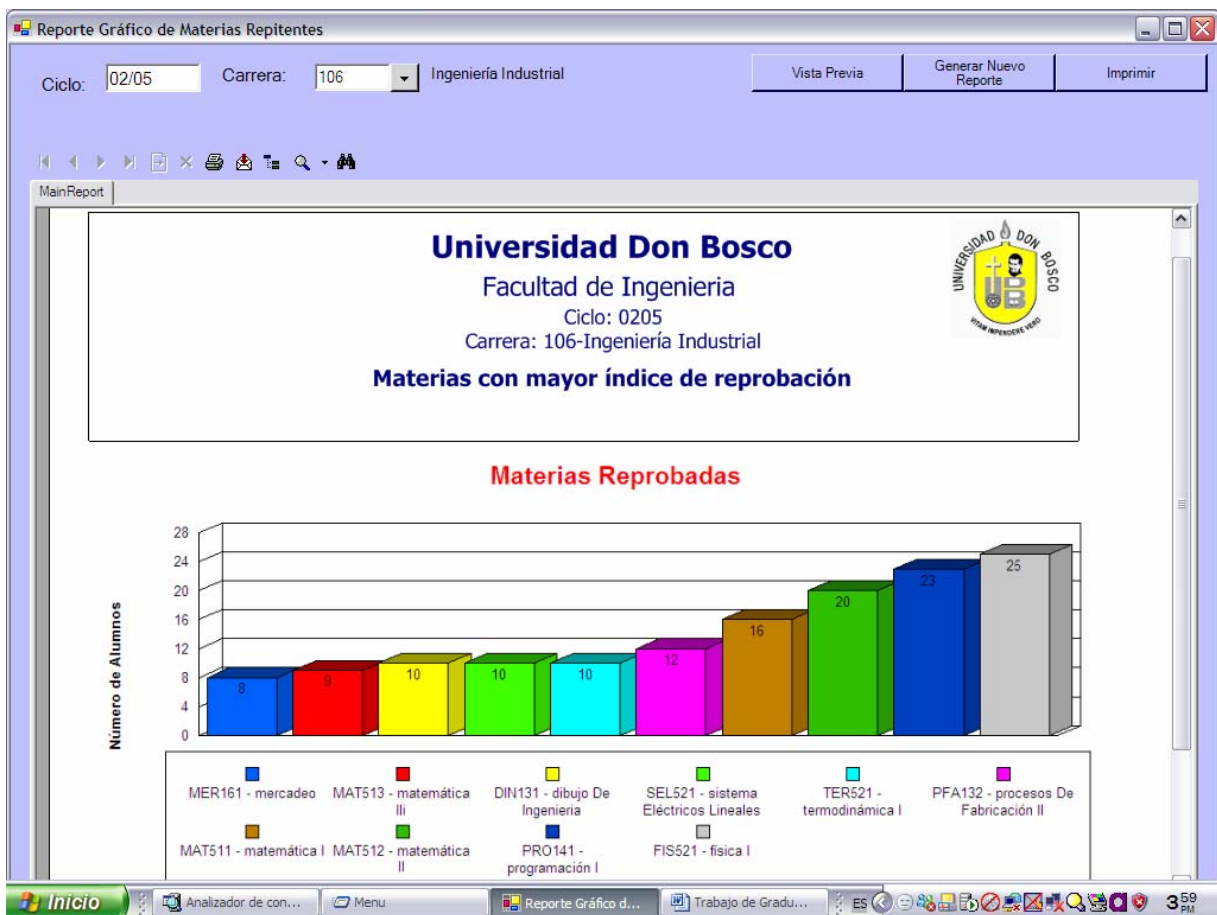 Reporte Gráfico de Materias Repitentes
Ciclo: 02/05 Carrera: 106 Ingeniería Industrial Vista Previa Generar Nuevo Reporte Imprimir
MainReport
Universidad Don Bosco
Facultad de Ingenieria
Ciclo: 0205
Carrera: 106-Ingeniería Industrial
Materias con mayor índice de reprobación
UNIVERSIDAD DON BOSCO
UDB
VITAM IMPENDERE VERO
Materias Reprobadas
Número de Alumnos
28
24
20
16
12
8
4
0
8 9 10 10 10 12 16 20 23 25
MER161 - mercadeo
MAT513 - matemática
Iii
DIN131 - dibujo De
Ingenieria
SEL521 - sistema
Eléctricos Lineales
TER521 -
termodinámica I
PFA132 - procesos De
Fabricación II
MAT511 - matemática I
MAT512 - matemática
II
PRO141 -
programación I
FIS521 - física I
Inicio Analizador de con... Menu Reporte Gráfico d... Trabajo de Gradu... ES 3:59 PM